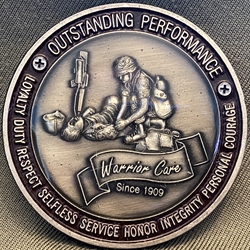 OUTSTANDING PERFORMANCE
LOYALTY DUTY RESPECT SELFLESS SERVICE HONOR INTEGRITY PERSONAL COURAGE
Warrior Care
Since 1909